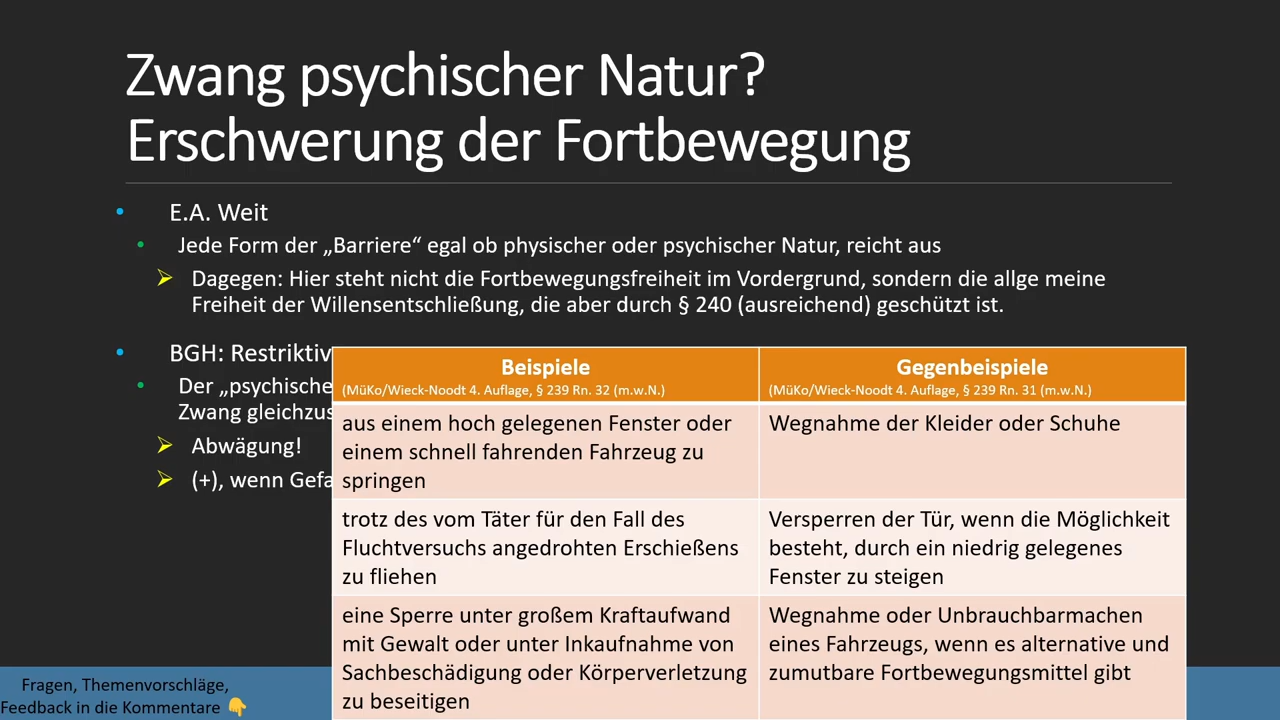 Zwang psychischer Natur?
Erschwerung der Fortbewegung
• E.A. Weit
• Jede Form der „Barriere“ egal ob physischer oder psychischer Natur, reicht aus
➢ Dagegen: Hier steht nicht die Fortbewegungsfreiheit im Vordergrund, sondern die allge meine
Freiheit der Willensentschließung, die aber durch § 240 (ausreichend) geschützt ist.
• BGH: Restriktiv
• Der „psychische
Zwang gleichzus
➢ Abwägung!
➢ (+), wenn Gefa
Beispiele
(MüKo/Wieck-Noodt 4. Auflage, § 239 Rn. 32 (m.w.N.)
Gegenbeispiele
(MüKo/Wieck-Noodt 4. Auflage, § 239 Rn. 31 (m.w.N.)
aus einem hoch gelegenen Fenster oder
einem schnell fahrenden Fahrzeug zu
springen
Wegnahme der Kleider oder Schuhe
trotz des vom Täter für den Fall des
Fluchtversuchs angedrohten Erschießens
zu fliehen
Versperren der Tür, wenn die Möglichkeit
besteht, durch ein niedrig gelegenes
Fenster zu steigen
eine Sperre unter großem Kraftaufwand
mit Gewalt oder unter Inkaufnahme von
Sachbeschädigung oder Körperverletzung
zu beseitigen
Wegnahme oder Unbrauchbarmachen
eines Fahrzeugs, wenn es alternative und
zumutbare Fortbewegungsmittel gibt
Fragen, Themenvorschläge,
Feedback in die Kommentare 👇